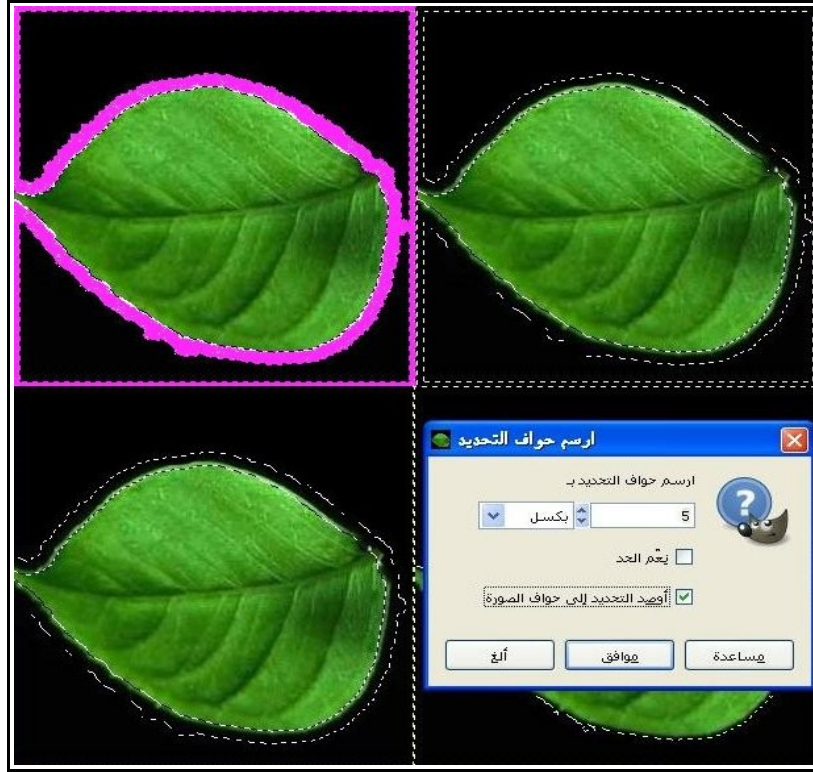 ارسم حواف التحديد
ارسم حواف التحديد بـ
5 بكسل
نعّم الحد
أوصد التحديد إلى حواف الصورة
مساعدة موافق ألغ